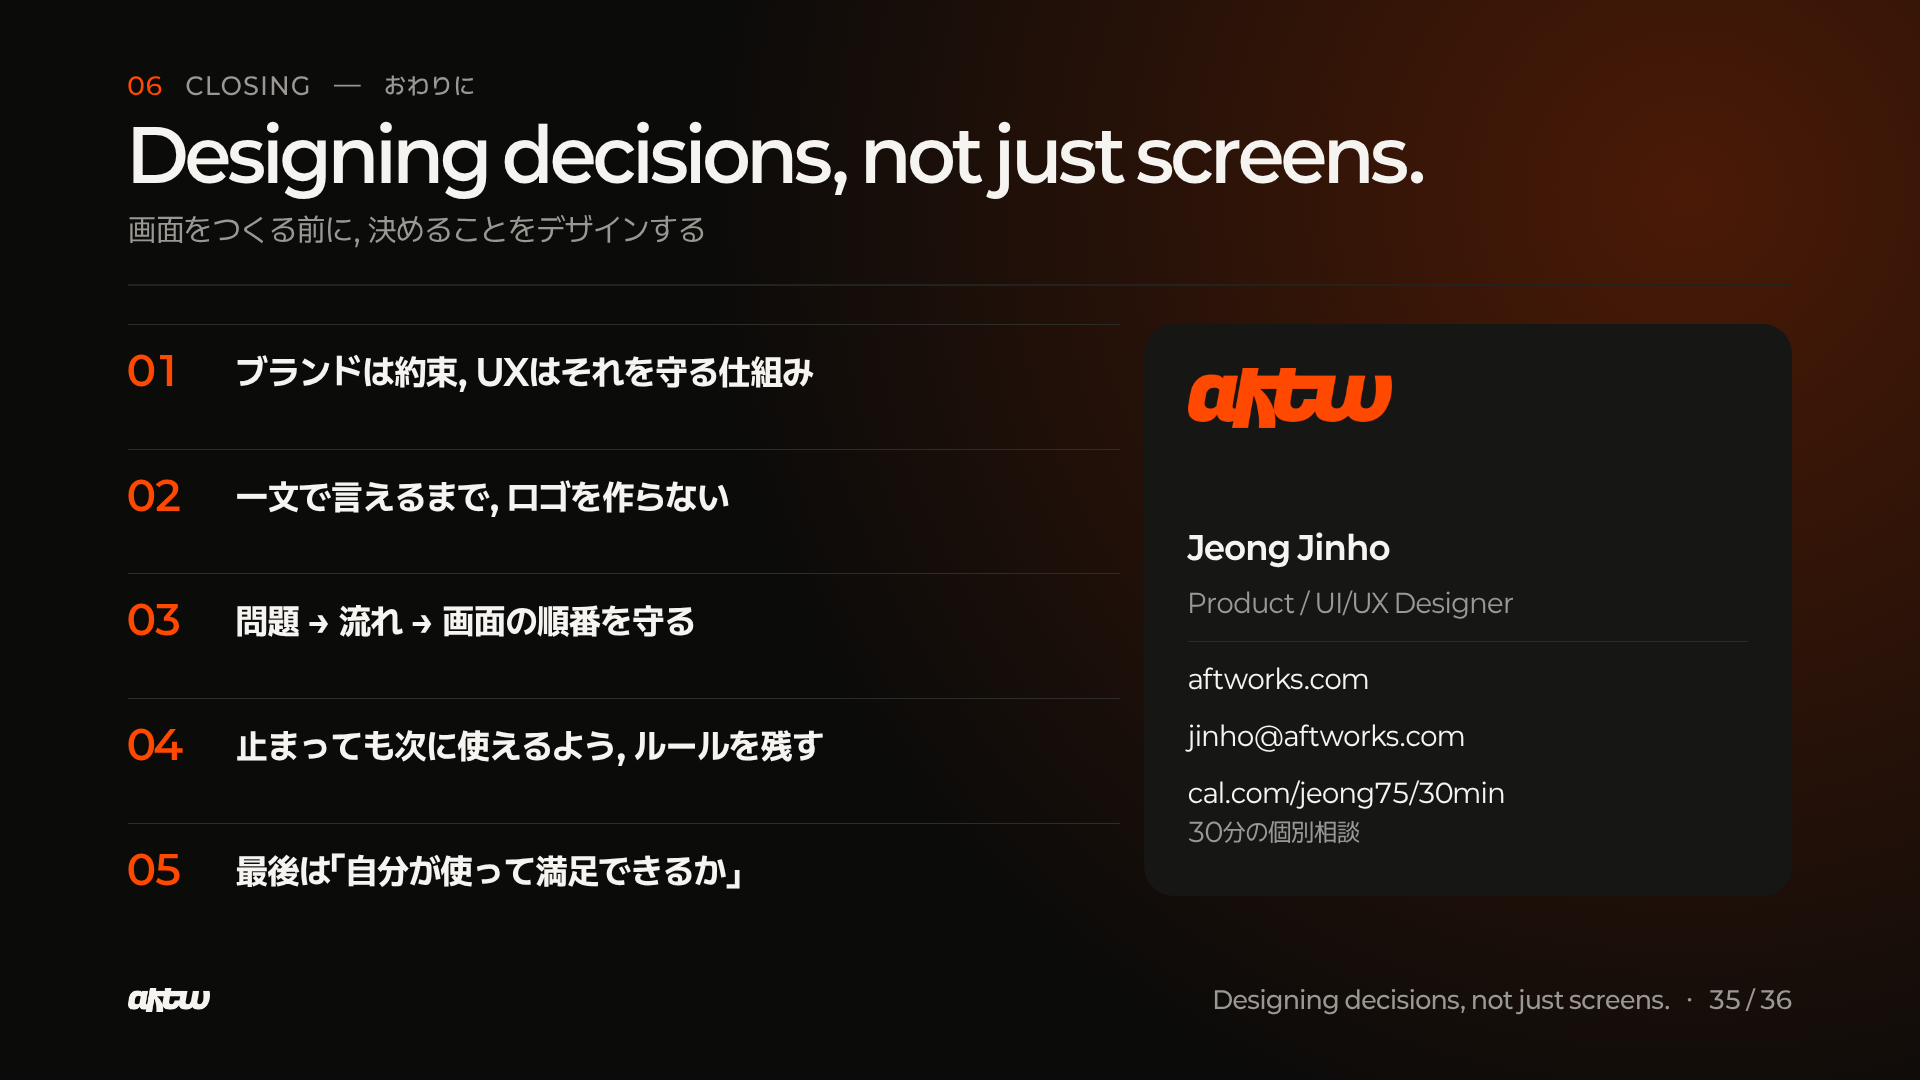 06 CLOSING — おわりに
Designing decisions, not just screens.
画面をつくる前に, 決めることをデザインする
01 ブランドは約束, UXはそれを守る仕組み
02 一文で言えるまで, ロゴを作らない
03 問題 → 流れ → 画面の順番を守る
04 止まっても次に使えるよう, ルールを残す
05 最後は「自分が使って満足できるか」
aktw
Jeong Jinho
Product / UI/UX Designer
aftworks.com
jinho@aftworks.com
cal.com/jeong75/30min
30分の個別相談
aktw
Designing decisions, not just screens. · 35 / 36